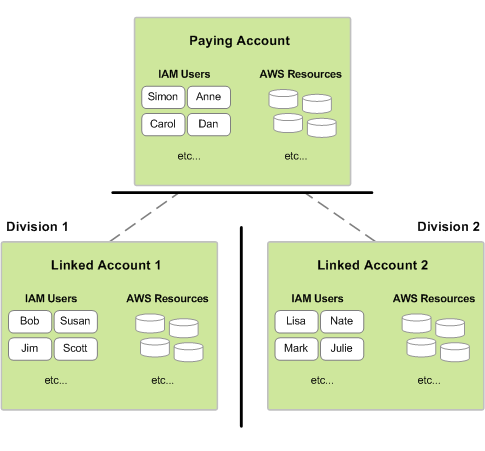 Paying Account
IAM Users
AWS Resources
Simon
Anne
Carol
Dan
etc...
etc...
Division 1
Division 2
Linked Account 1
IAM Users
AWS Resources
Bob
Susan
Jim
Scott
etc...
etc...
Linked Account 2
IAM Users
AWS Resources
Lisa
Nate
Mark
Julie
etc...
etc...